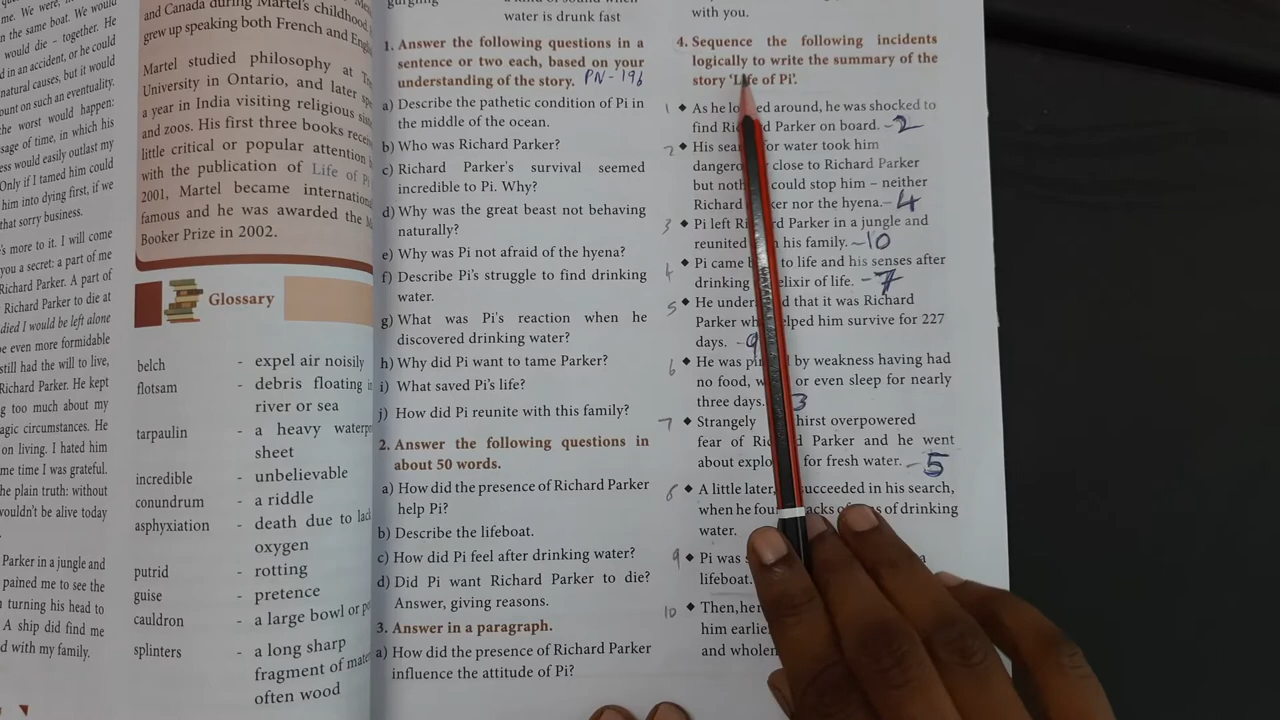 me. We were, in
n the same boat. We would
would die – together. He
d in an accident, or he could
natural causes, but it would
ount on such an eventuality.
the worst would happen:
sage of time, in which his
ess would easily outlast my
Only if I tamed him could
him into dying first, if we
that sorry business.
's more to it. I will come
you a secret: a part of me
Richard Parker. A part of
Richard Parker to die at
died I would be left alone
be even more formidable
still had the will to live,
Richard Parker. He kept
g too much about my
agic circumstances. He
on living. I hated him
me time I was grateful.
he plain truth: without
wouldn't be alive today
Parker in a jungle and
pained me to see the
turning his head to
A ship did find me
d with my family.
and Canada during Martel's childhood
grew up speaking both French and
Martel studied philosophy at
University in Ontario, and later
a year in India visiting religious
and zoos. His first three books
little critical or popular attention
with the publication of Life of
2001, Martel became
famous and he was awarded the
Booker Prize in 2002.
Glossary
belch - expel air noisily
flotsam - debris floating
river or sea
tarpaulin - a heavy
sheet
incredible - unbelievable
conundrum - a riddle
asphyxiation - death due to
oxygen
putrid - rotting
guise - pretence
cauldron - a large bowl or
splinters - a long sharp
fragment of
often wood
water is drunk fast
1. Answer the following questions in a
sentence or two each, based on your
understanding of the story. PN-196
a) Describe the pathetic condition of Pi in
the middle of the ocean.
b) Who was Richard Parker?
c) Richard Parker's survival seemed
incredible to Pi. Why?
d) Why was the great beast not behaving
naturally?
e) Why was Pi not afraid of the hyena?
f) Describe Pi's struggle to find drinking
water.
g) What was Pi's reaction when he
discovered drinking water?
h) Why did Pi want to tame Parker?
i) What saved Pi's life?
j) How did Pi reunite with this family?
2. Answer the following questions in
about 50 words.
a) How did the presence of Richard Parker
help Pi?
b) Describe the lifeboat.
c) How did Pi feel after drinking water?
d) Did Pi want Richard Parker to die?
Answer, giving reasons.
3. Answer in a paragraph.
a) How did the presence of Richard Parker
influence the attitude of Pi?
with you.
4. Sequence the following incidents
logically to write the summary of the
story 'Life of Pi'.
1 ◆ As he around, he was shocked to
find Parker on board. -2
2 ◆ His water took him
close to Richard Parker
but could stop him – neither
Richard nor the hyena. -4
3 ◆ Pi left Parker in a jungle and
reunited his family. -10
4 ◆ Pi came to life and his senses after
drinking elixir of life. -7
5 ◆ He that it was Richard
Parker him survive for 227
days. -9
6 ◆ He was by weakness having had
no food, or even sleep for nearly
three days. 3
7 ◆ Strangely overpowered
fear of Parker and he went
about for fresh water. -5
8 ◆ A little later, succeeded in his search,
when he of drinking
water.
9 ◆ Pi was a
lifeboat.
10 ◆ Then,
him
and